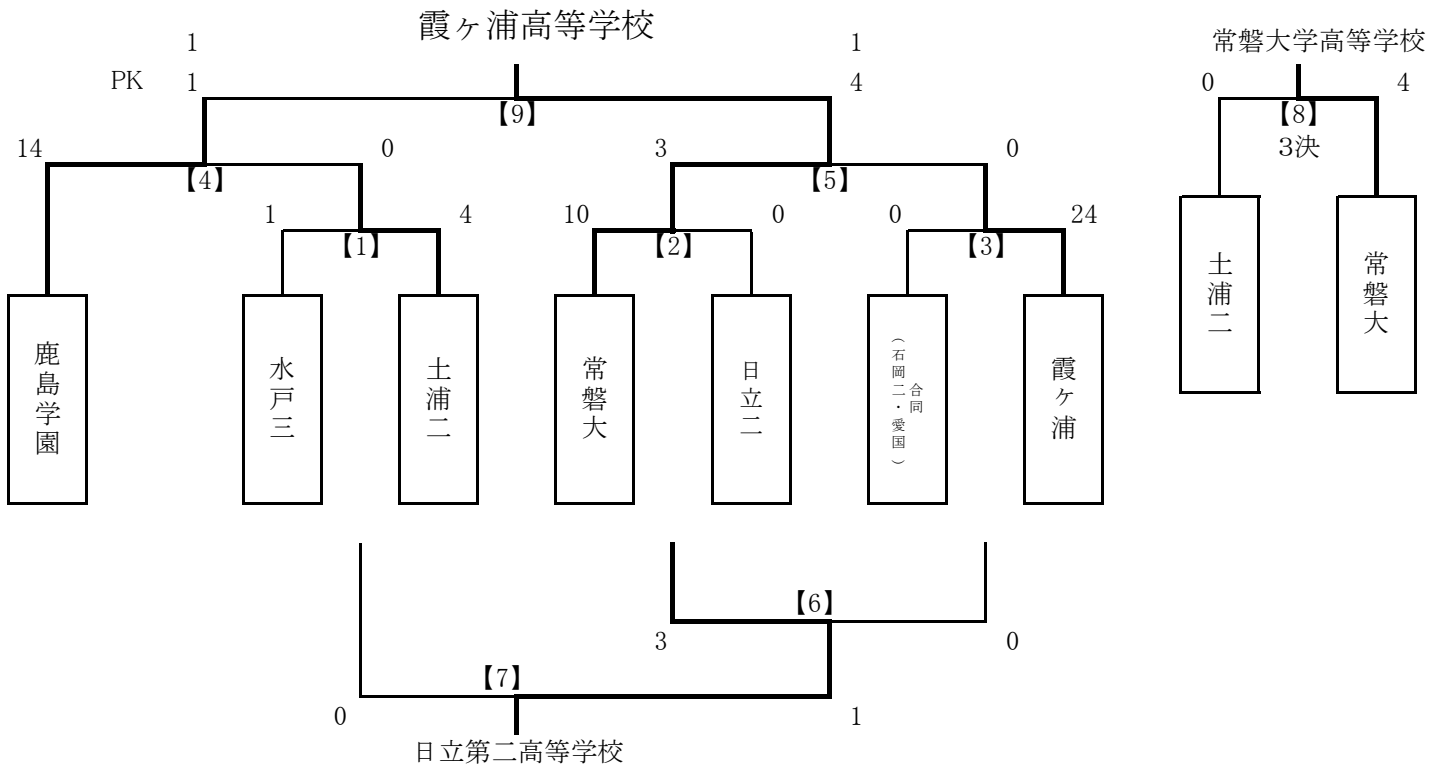 霞ヶ浦高等学校
1
1
常磐大学高等学校
PK
1
4
0
4
【9】
【8】
3決
14
0
3
0
【4】
【5】
1
4
10
0
0
24
【1】
【2】
【3】
鹿島学園
水戸三
土浦二
常磐大
日立二
合同
（石岡二・愛国）
霞ヶ浦
土浦二
常磐大
【6】
3
0
【7】
0
1
日立第二高等学校